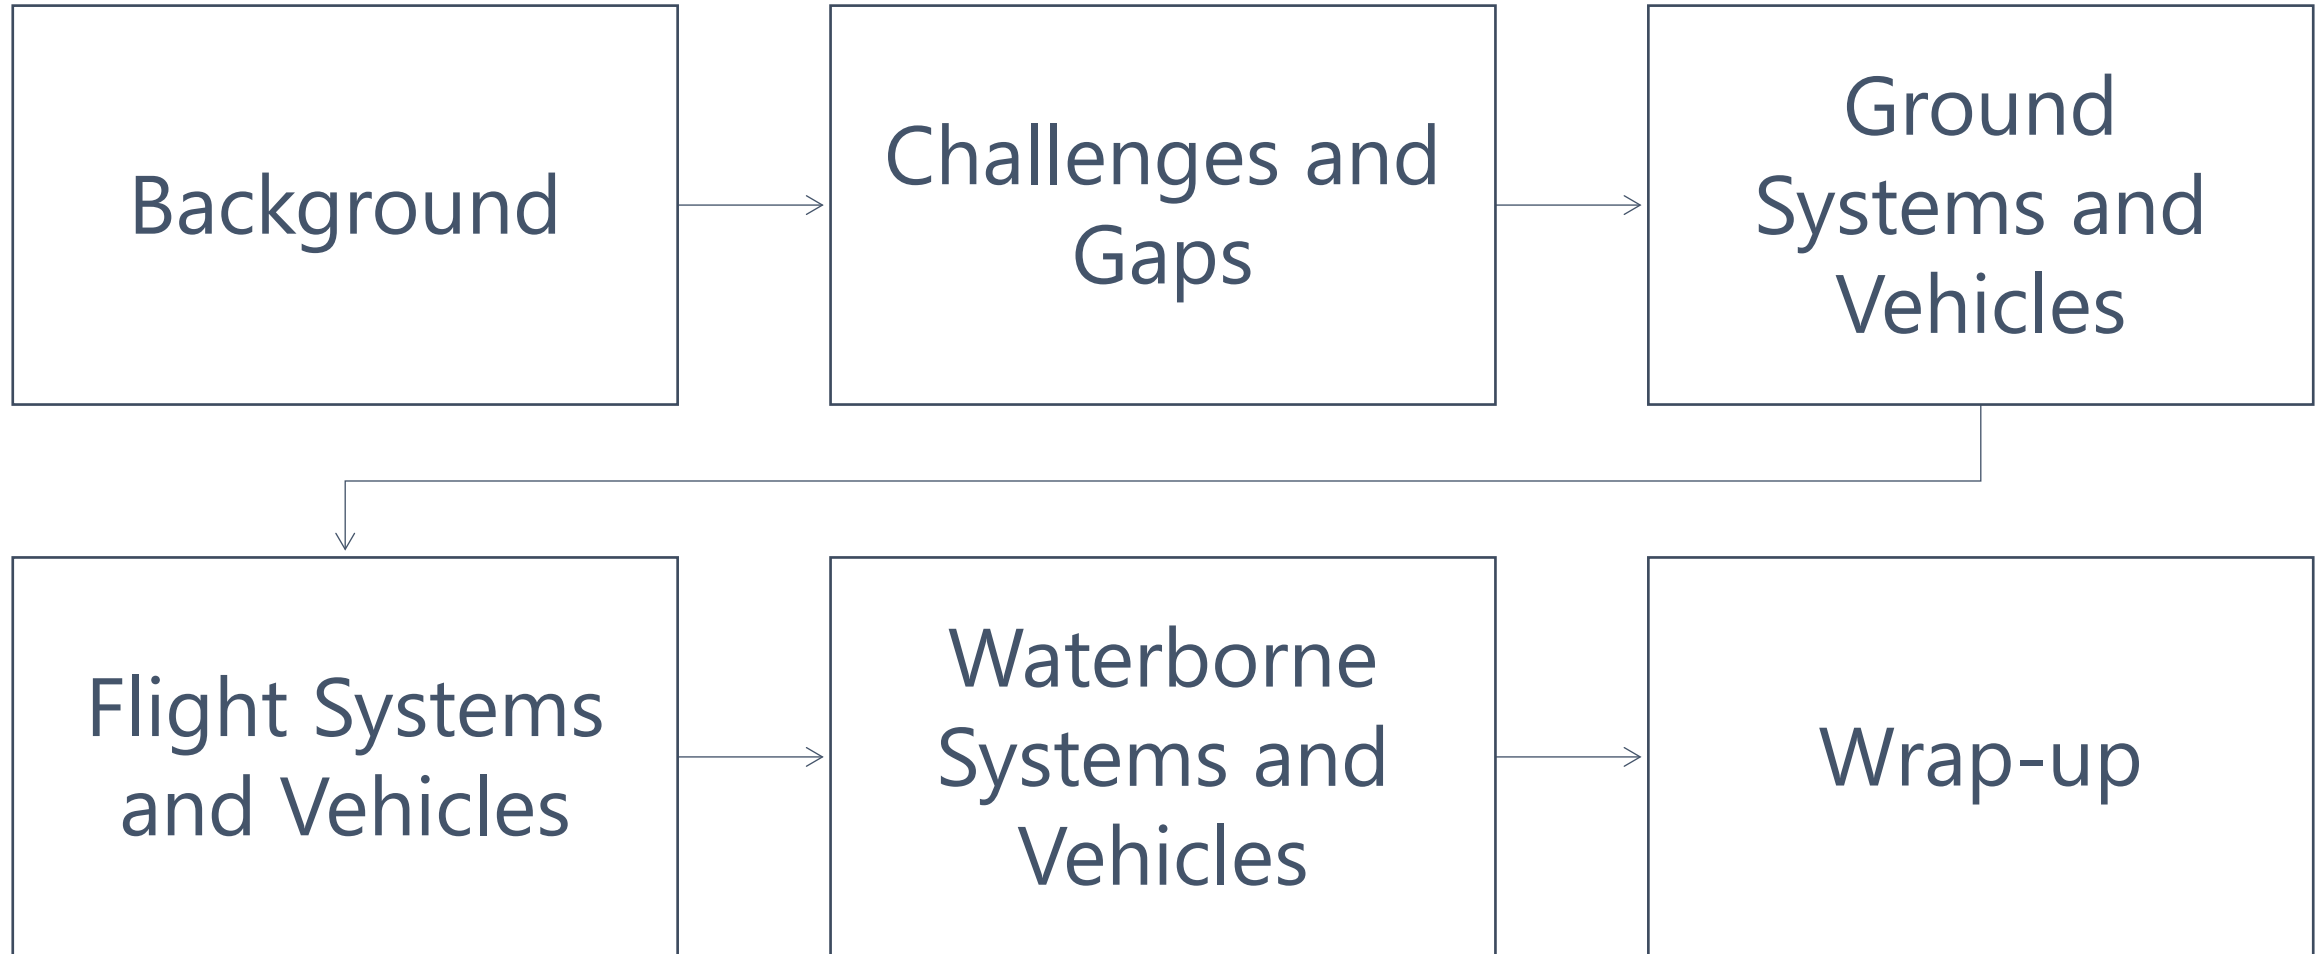 Background
Challenges and
Gaps
Ground
Systems and
Vehicles
Flight Systems
and Vehicles
Waterborne
Systems and
Vehicles
Wrap-up